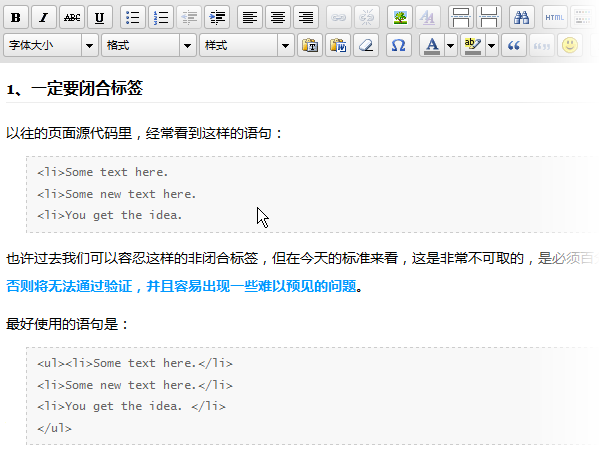 B I ABC U HTML
字体大小 格式 样式 T W Ω A ab
1、一定要闭合标签
以往的页面源代码里，经常看到这样的语句：
<li>Some text here.
<li>Some new text here.
<li>You get the idea.
也许过去我们可以容忍这样的非闭合标签，但在今天的标准来看，这是非常不可取的，是必须百
否则将无法通过验证，并且容易出现一些难以预见的问题。
最好使用的语句是：
<ul><li>Some text here.</li>
<li>Some new text here.</li>
<li>You get the idea. </li>
</ul>